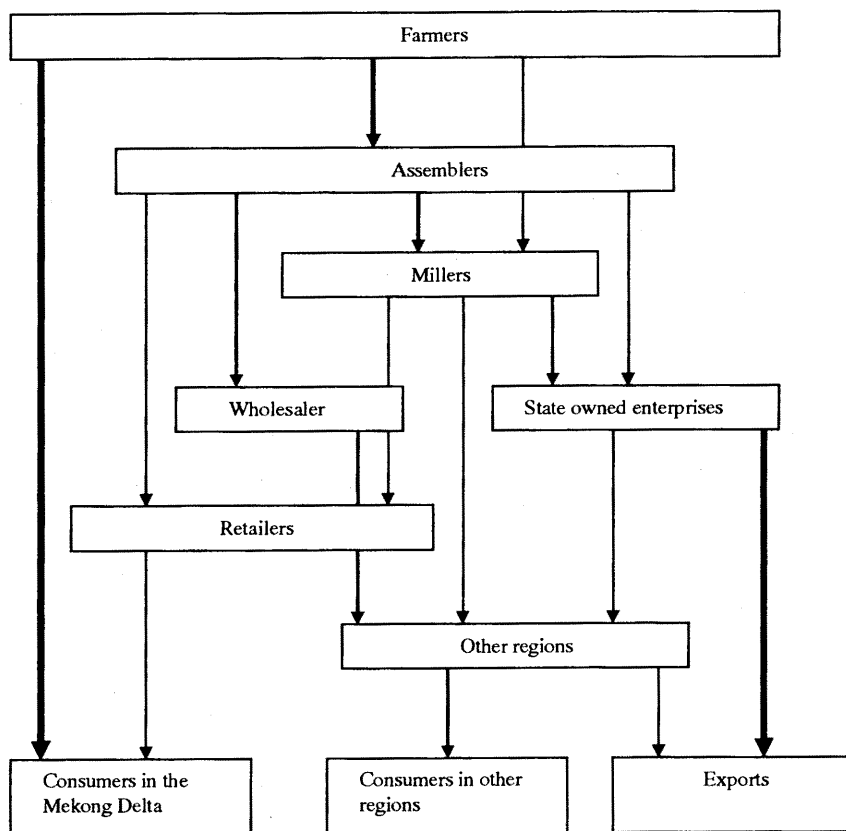 Farmers
Assemblers
Millers
Wholesaler
State owned enterprises
Retailers
Other regions
Consumers in the
Mekong Delta
Consumers in other
regions
Exports